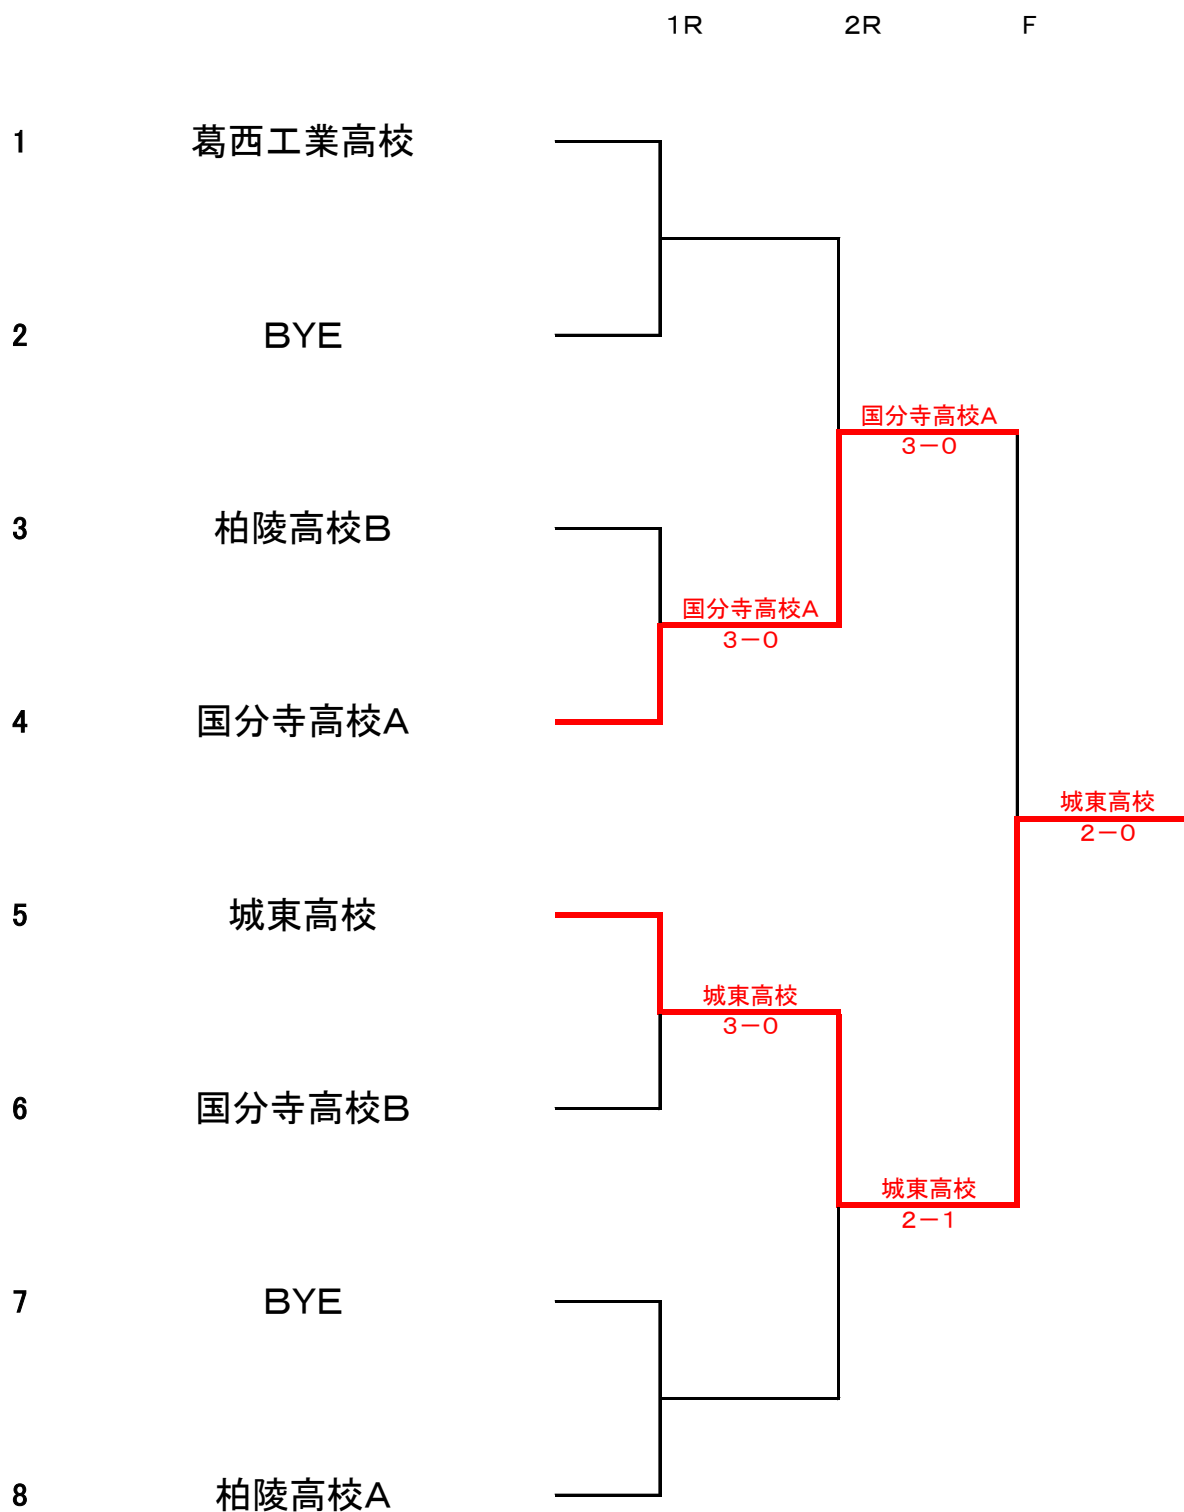 １Ｒ ２Ｒ Ｆ
1 葛西工業高校
2 ＢＹＥ
国分寺高校Ａ
３－０
3 柏陵高校Ｂ
国分寺高校Ａ
３－０
4 国分寺高校Ａ
城東高校
２－０
5 城東高校
城東高校
３－０
6 国分寺高校Ｂ
城東高校
２－１
7 ＢＹＥ
8 柏陵高校Ａ